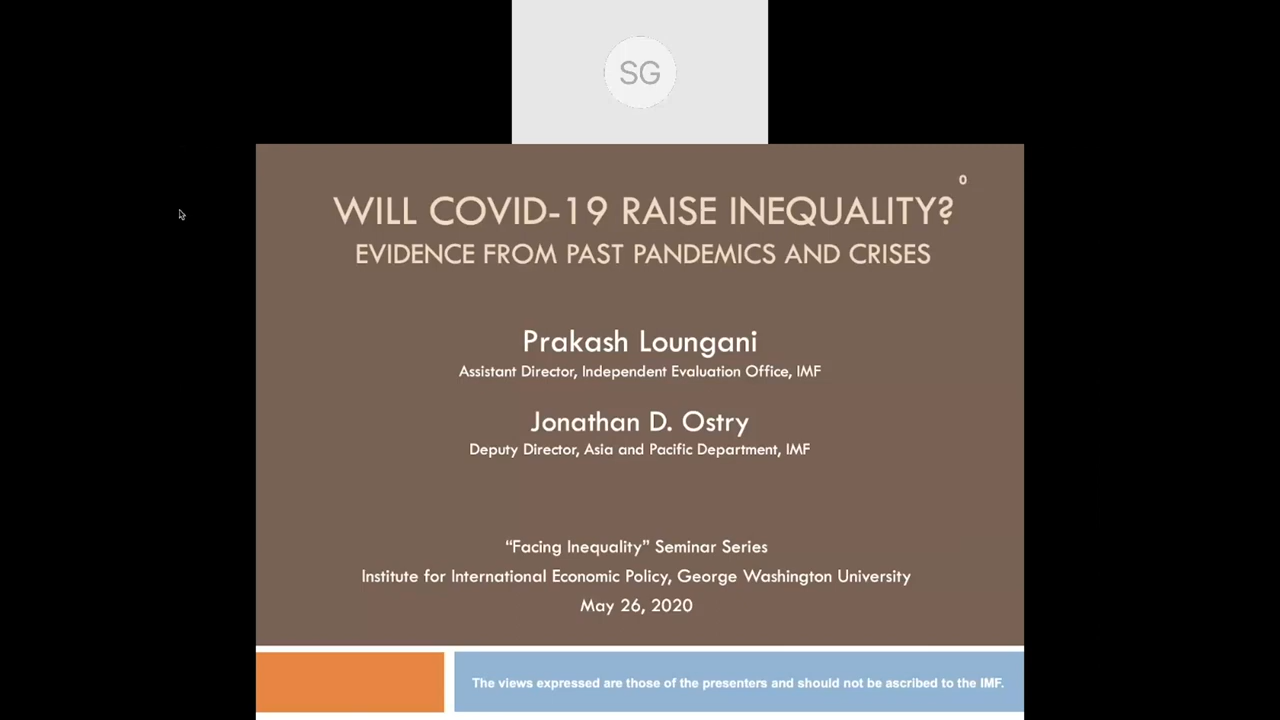 SG
0
WILL COVID-19 RAISE INEQUALITY?
EVIDENCE FROM PAST PANDEMICS AND CRISES
Prakash Loungani
Assistant Director, Independent Evaluation Office, IMF
Jonathan D. Ostry
Deputy Director, Asia and Pacific Department, IMF
“Facing Inequality” Seminar Series
Institute for International Economic Policy, George Washington University
May 26, 2020
The views expressed are those of the presenters and should not be ascribed to the IMF.